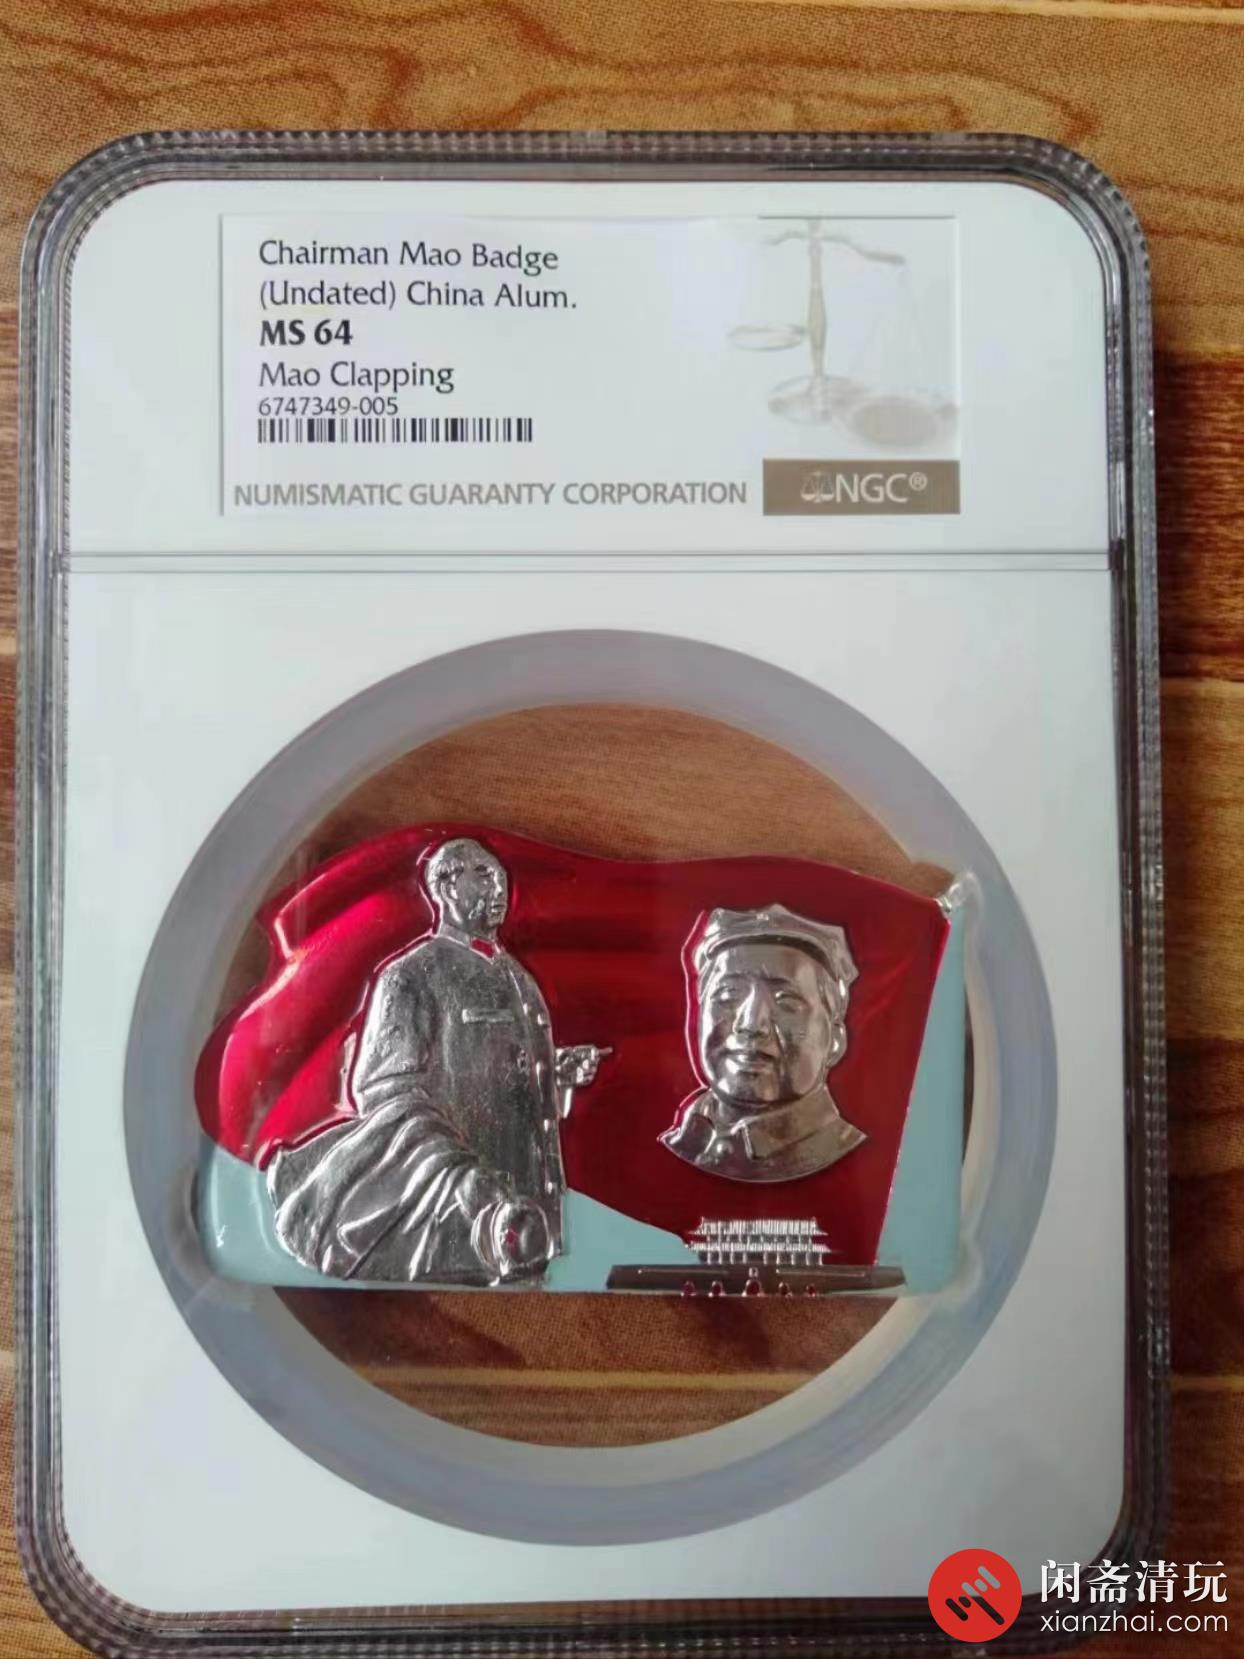 Chairman Mao Badge
(Undated) China Alum.
MS 64
Mao Clapping
6747349-005
NUMISMATIC GUARANTY CORPORATION
NGC®
闲斋清玩
xianzhai.com